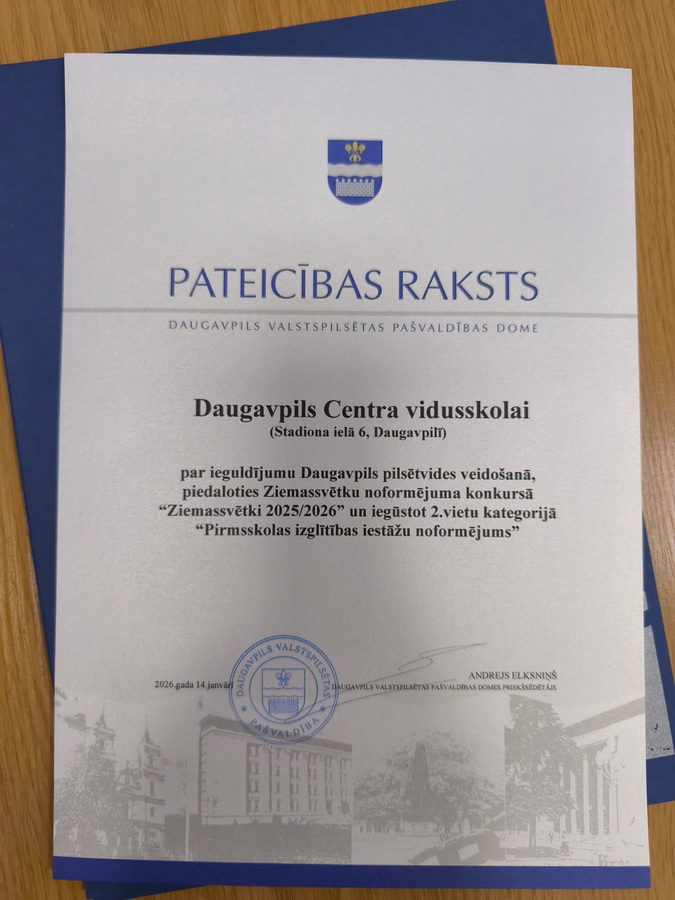 PATEICĪBAS RAKSTS
DAUGAVPILS VALSTSPILSĒTAS PAŠVALDĪBAS DOME
Daugavpils Centra vidusskolai
(Stadiona ielā 6, Daugavpilī)
par ieguldījumu Daugavpils pilsētvides veidošanā,
piedaloties Ziemassvētku noformējuma konkursā
“Ziemassvētki 2025/2026” un iegūstot 2.vietu kategorijā
“Pirmsskolas izglītības iestāžu noformējums”
2026.gada 14.janvārī
DAUGAVPILS VALSTSPILSĒTAS
PAŠVALDĪBA
ANDREJS ELKSNIŅŠ
DAUGAVPILS VALSTSPILSĒTAS PAŠVALDĪBAS DOMES PRIEKŠSĒDĒTĀJS